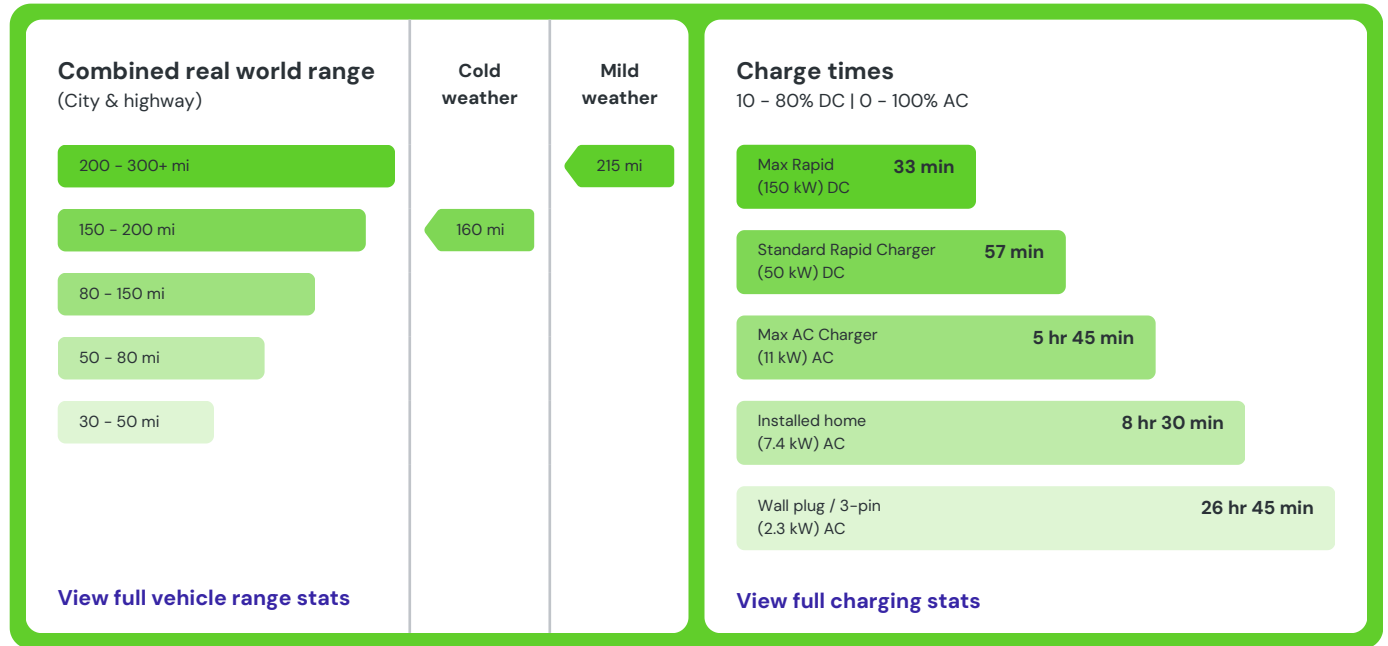 Combined real world range
(City & highway)
Cold
weather
Mild
weather
200 - 300+ mi
215 mi
150 - 200 mi
160 mi
80 - 150 mi
50 - 80 mi
30 - 50 mi
View full vehicle range stats
Charge times
10 - 80% DC | 0 - 100% AC
Max Rapid
(150 kW) DC
33 min
Standard Rapid Charger
(50 kW) DC
57 min
Max AC Charger
(11 kW) AC
5 hr 45 min
Installed home
(7.4 kW) AC
8 hr 30 min
Wall plug / 3-pin
(2.3 kW) AC
26 hr 45 min
View full charging stats